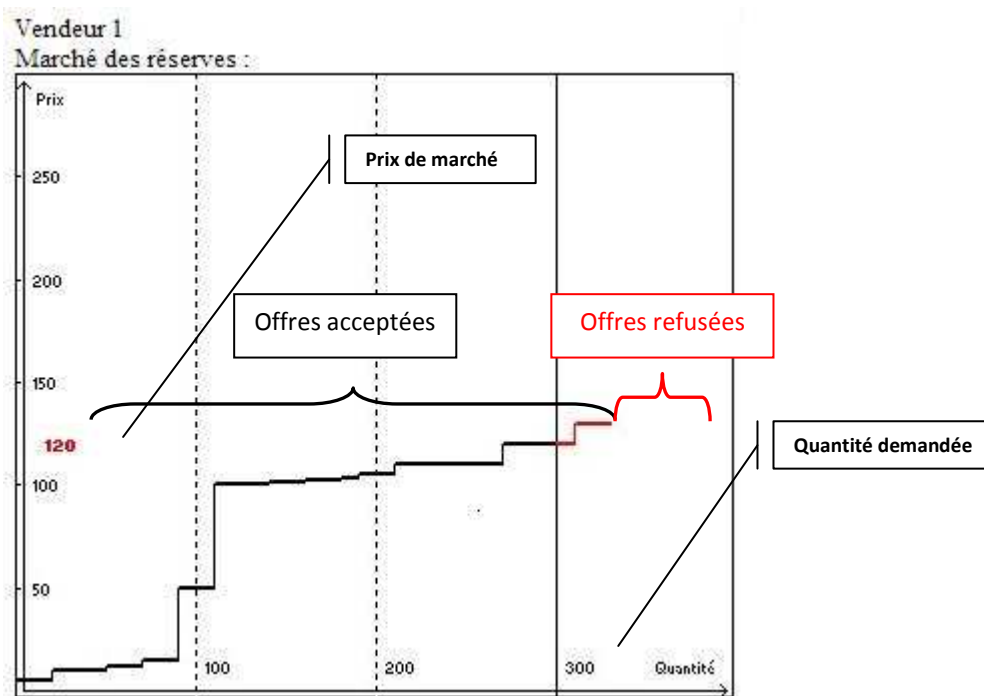 Vendeur 1
Marché des réserves :
Prix
Prix de marché
250
200
Offres acceptées
Offres refusées
150
120
Quantité demandée
100
50
100
200
300
Quantité